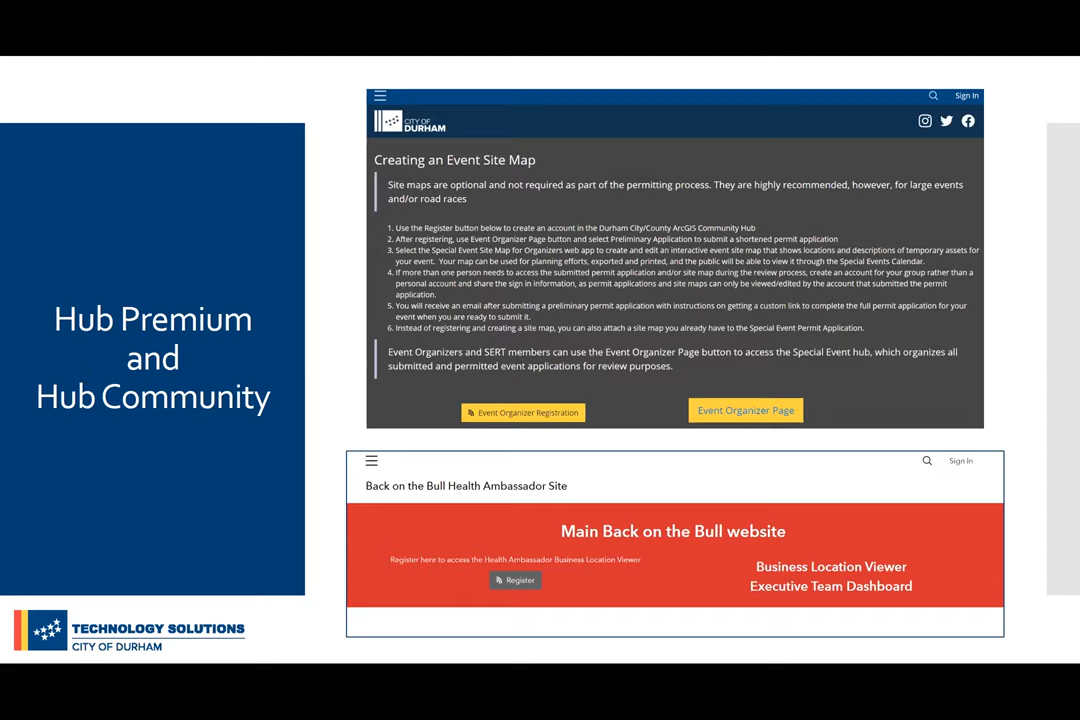 Hub Premium
and
Hub Community
TECHNOLOGY SOLUTIONS
CITY OF DURHAM
Sign In
CITY OF
DURHAM
Creating an Event Site Map
Site maps are optional and not required as part of the permitting process. They are highly recommended, however, for large events
and/or road races
1. Use the Register button below to create an account in the Durham City/County ArcGIS Community Hub
2. After registering, use Event Organizer Page button and select Preliminary Application to submit a shortened permit application
3. Select the Special Event Site Map for Organizers web app to create and edit an interactive event site map that shows locations and descriptions of temporary assets for
your event. Your map can be used for planning efforts, exported and printed, and the public will be able to view it through the Special Events Calendar.
4. If more than one person needs to access the submitted permit application and/or site map during the review process, create an account for your group rather than a
personal account and share the sign in information, as permit applications and site maps can only be viewed/edited by the account that submitted the permit
application.
5. You will receive an email after submitting a preliminary permit application with instructions on getting a custom link to complete the full permit application for your
event when you are ready to submit it.
6. Instead of registering and creating a site map, you can also attach a site map you already have to the Special Event Permit Application.
Event Organizers and SERT members can use the Event Organizer Page button to access the Special Event hub, which organizes all
submitted and permitted event applications for review purposes.
Event Organizer Registration
Event Organizer Page
Sign In
Back on the Bull Health Ambassador Site
Main Back on the Bull website
Register here to access the Health Ambassador Business Location Viewer
Register
Business Location Viewer
Executive Team Dashboard